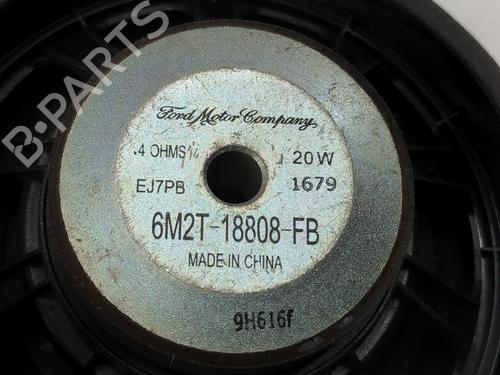 B-PARTS
Ford Motor Company
4 OHMS 20W
EJ7PB 1679
6M2T-18808-FB
MADE IN CHINA
9H616f